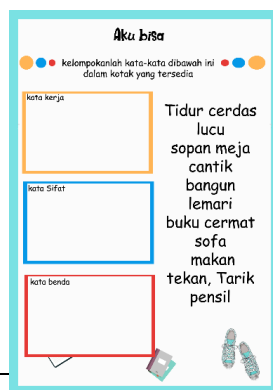 Aku bisa
kelompokanlah kata-kata dibawah ini
dalam kotak yang tersedia
kata kerja
kata Sifat
kata benda
Tidur cerdas
lucu
sopan meja
cantik
bangun
lemari
buku cermat
sofa
makan
tekan, Tarik
pensil